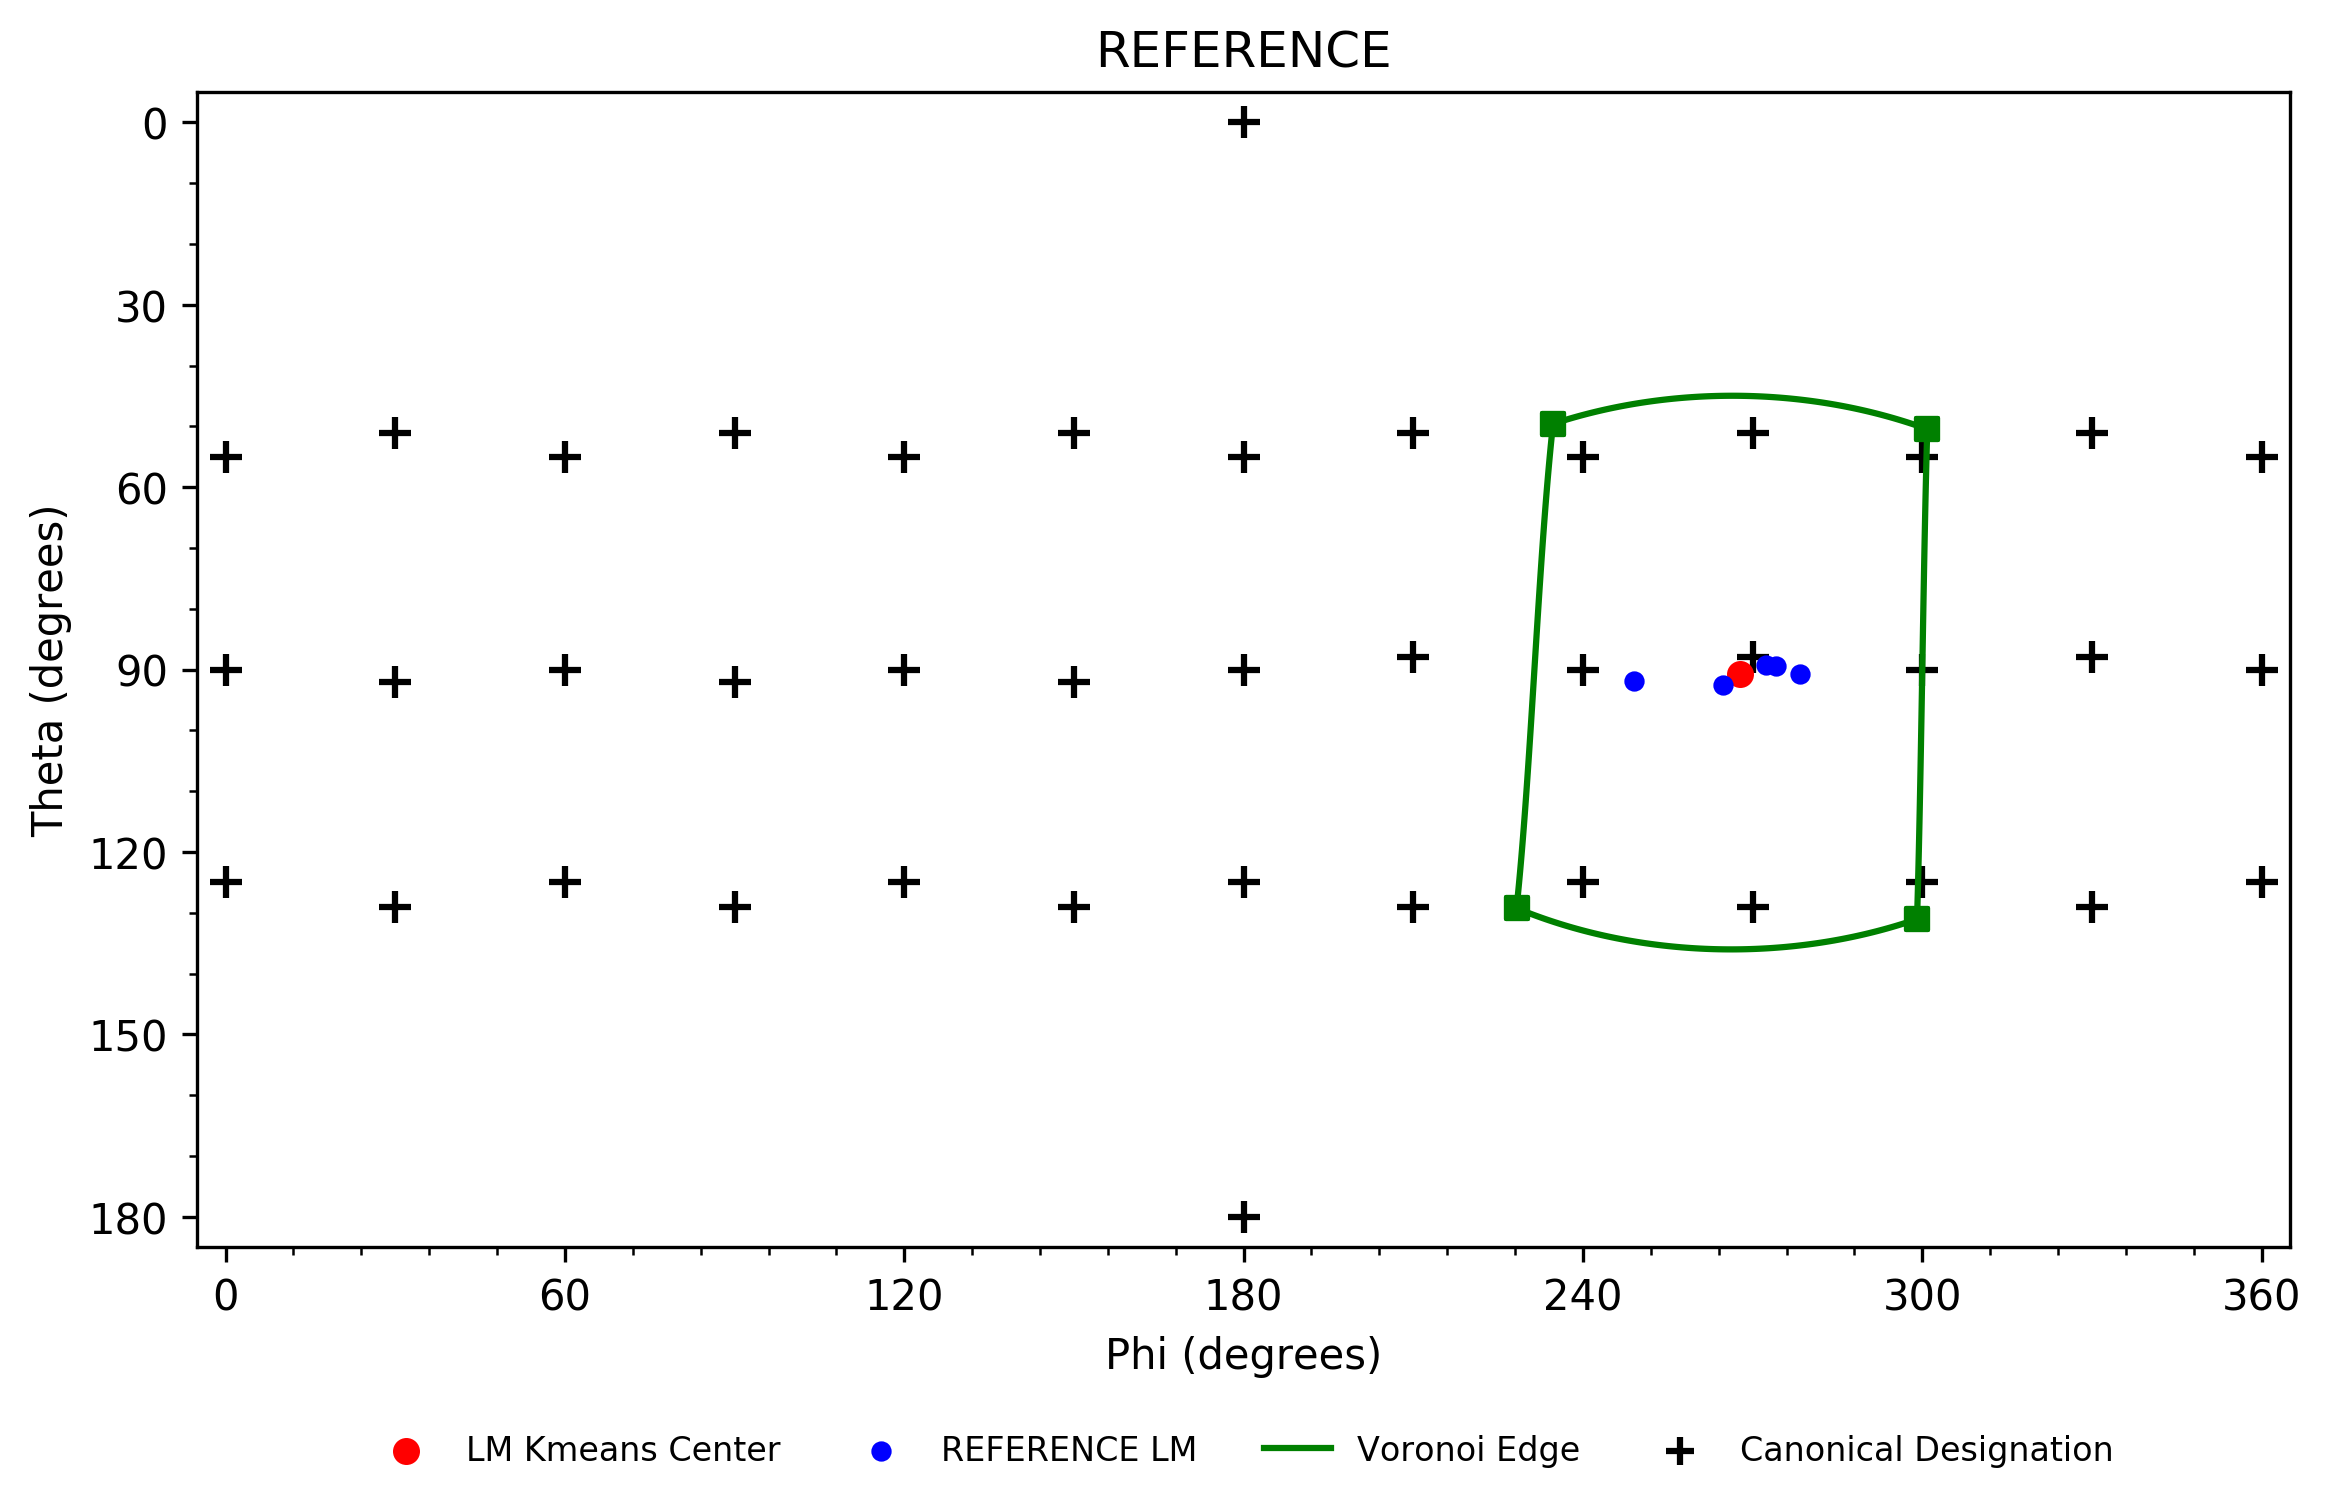 REFERENCE
0
30
60
90
120
150
180
Theta (degrees)
0 60 120 180 240 300 360
Phi (degrees)
LM Kmeans Center REFERENCE LM Voronoi Edge Canonical Designation